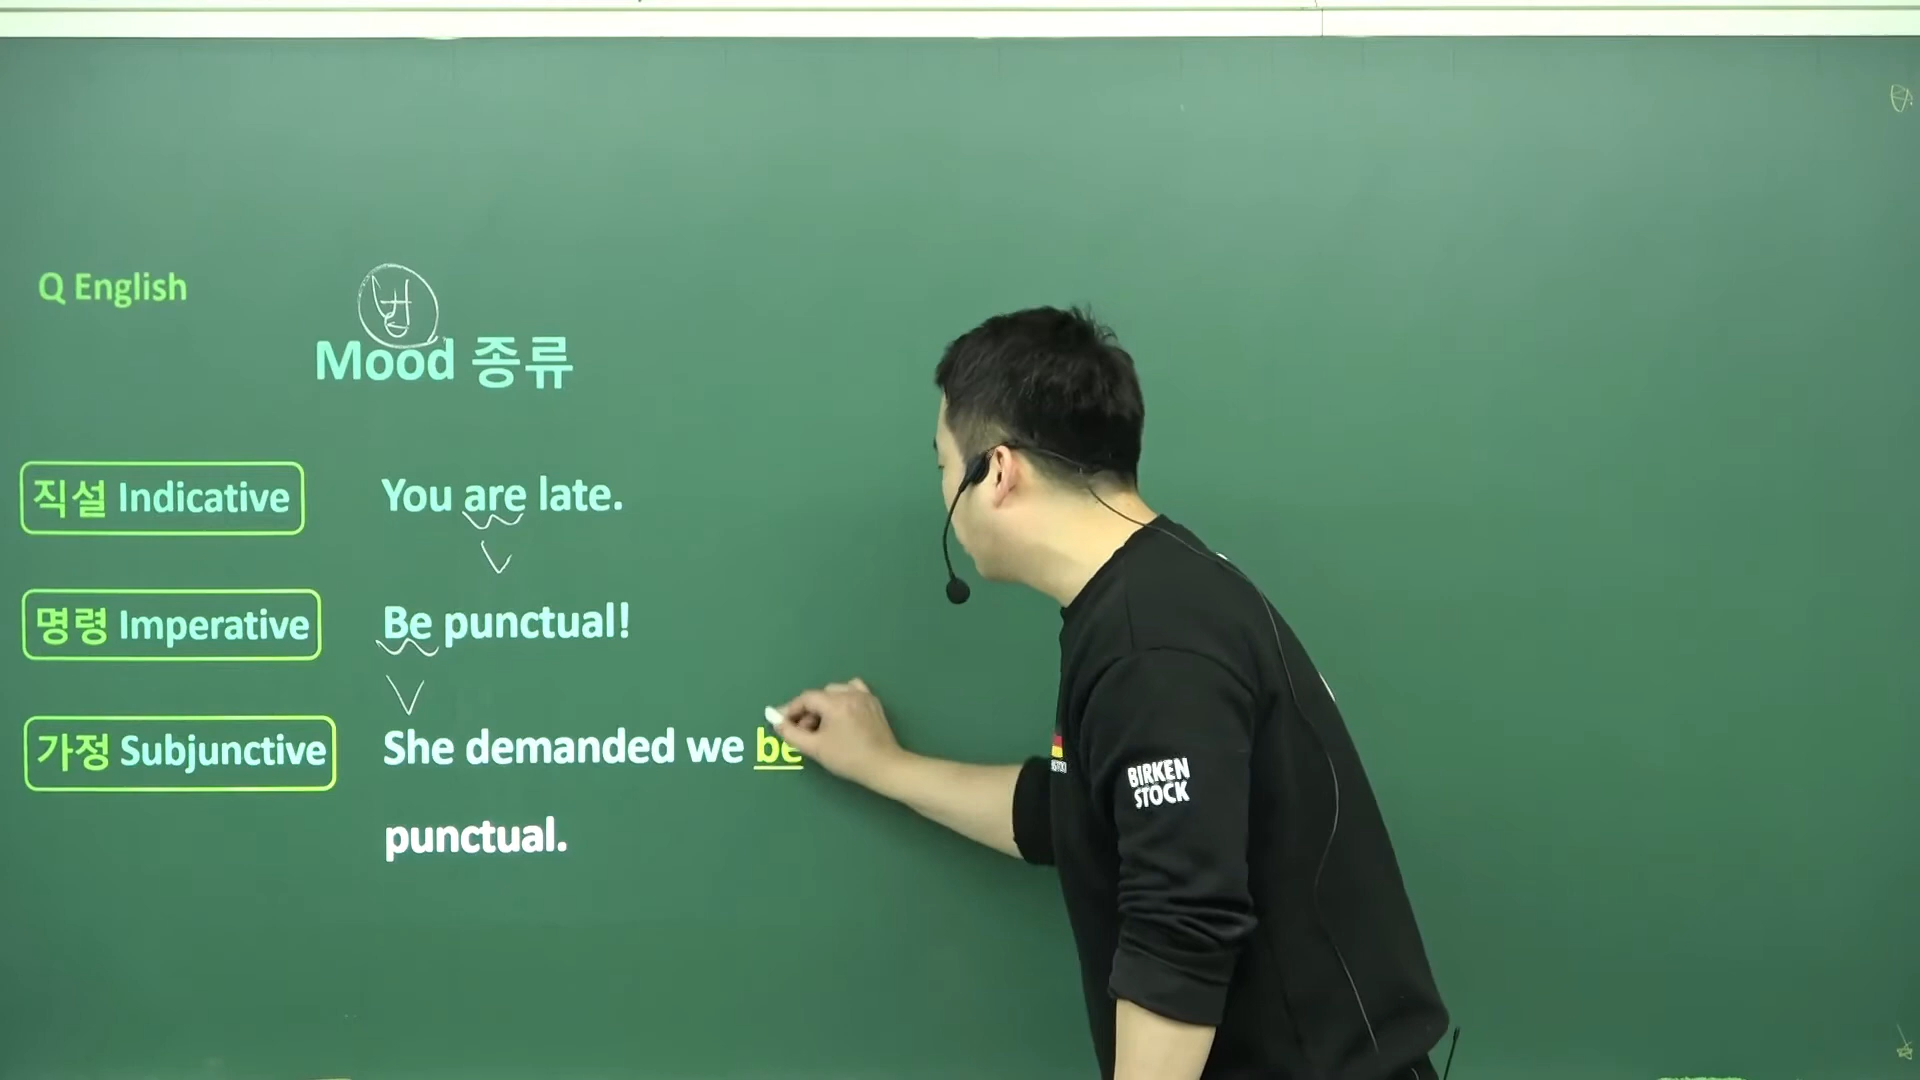 Q English
법
Mood 종류
직설 Indicative
You are late.
명령 Imperative
Be punctual!
가정 Subjunctive
She demanded we be
punctual.
BIRKEN
STOCK